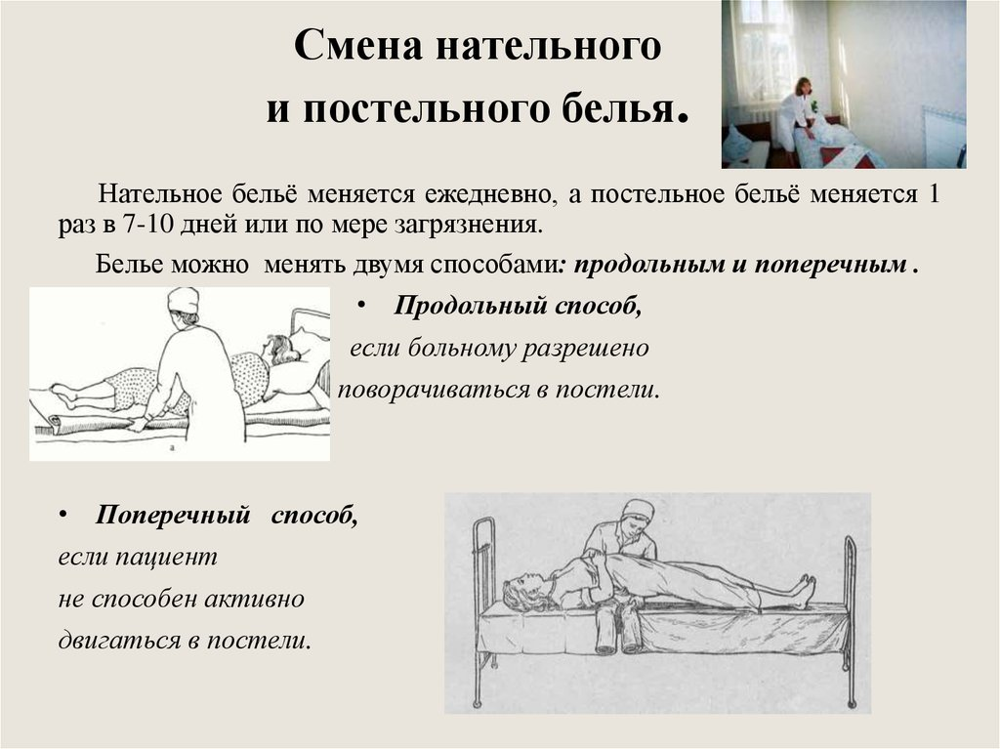 Смена нательного
и постельного белья.
Нательное бельё меняется ежедневно, а постельное бельё меняется 1
раз в 7-10 дней или по мере загрязнения.
Белье можно менять двумя способами: продольным и поперечным .
• Продольный способ,
если больному разрешено
поворачиваться в постели.
а
• Поперечный способ,
если пациент
не способен активно
двигаться в постели.